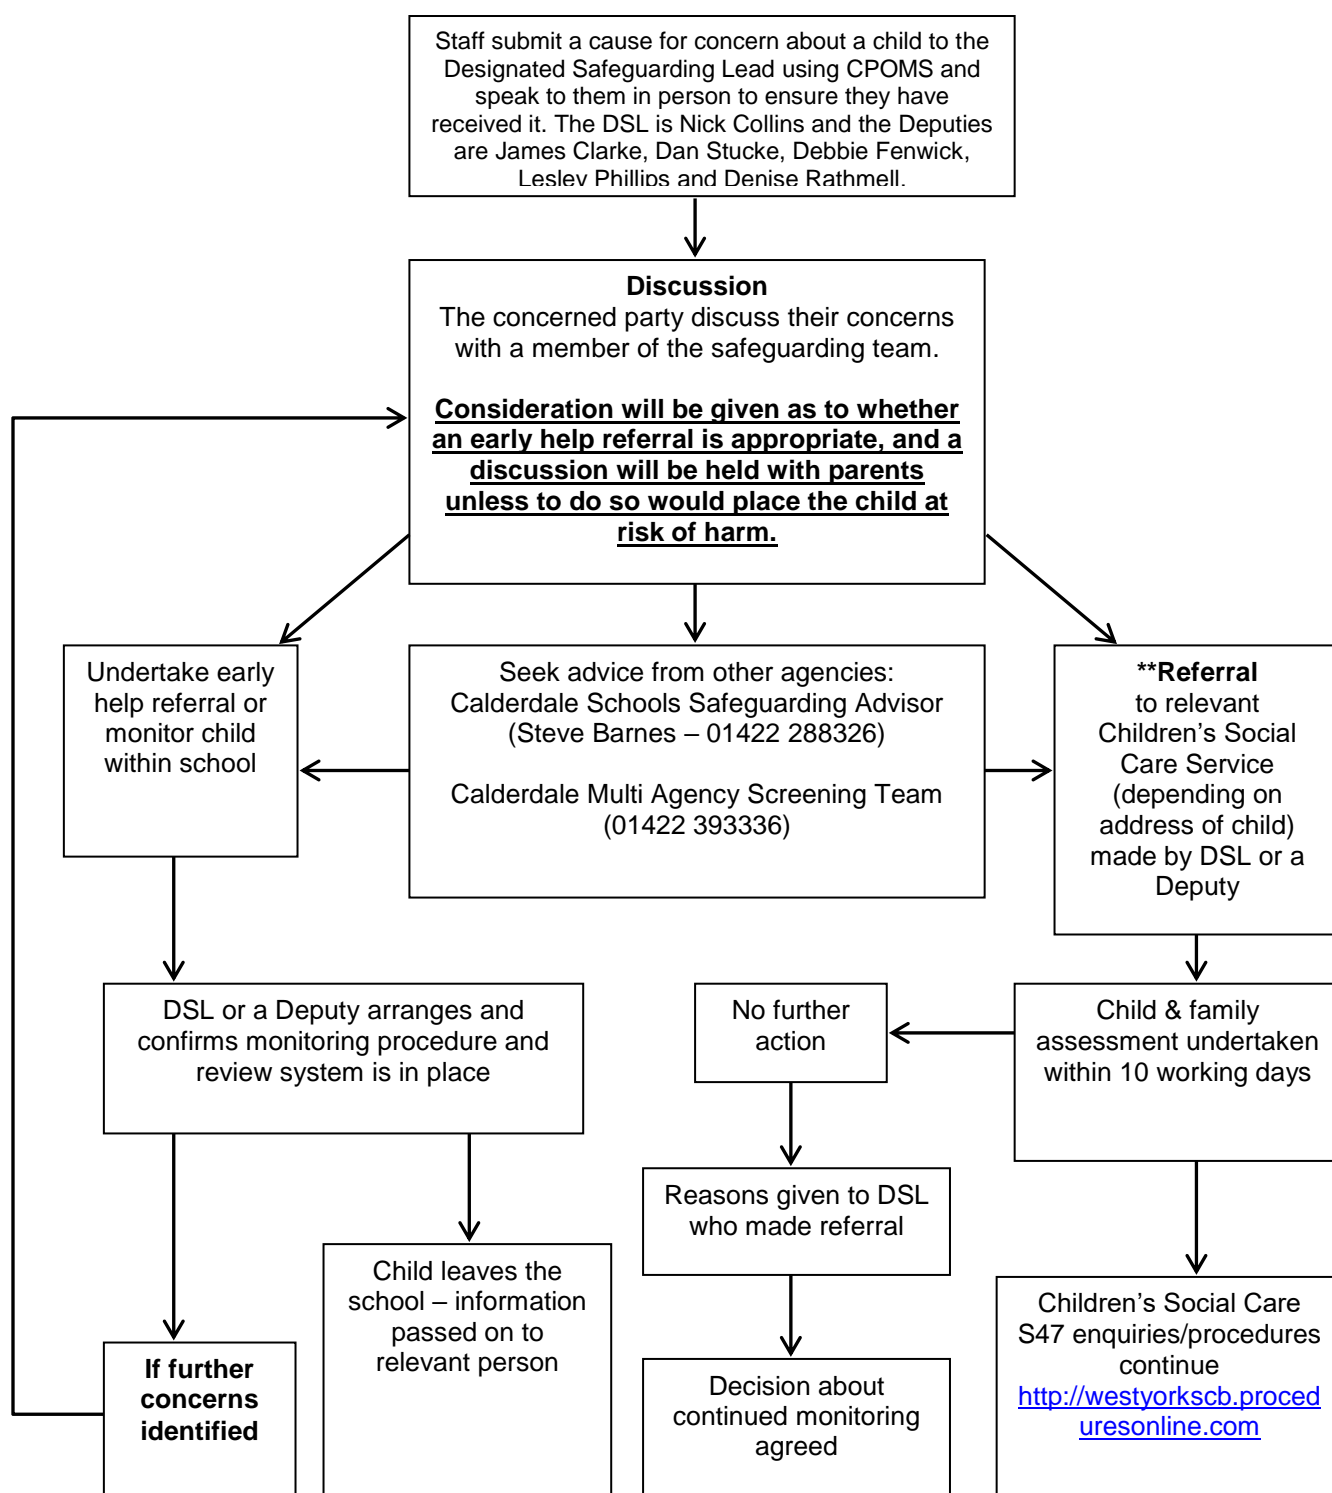 Staff submit a cause for concern about a child to the
Designated Safeguarding Lead using CPOMS and
speak to them in person to ensure they have
received it. The DSL is Nick Collins and the Deputies
are James Clarke, Dan Stucke, Debbie Fenwick,
Lesley Phillips and Denise Rathmell.
Discussion
The concerned party discuss their concerns
with a member of the safeguarding team.
Consideration will be given as to whether
an early help referral is appropriate, and a
discussion will be held with parents
unless to do so would place the child at
risk of harm.
Undertake early
help referral or
monitor child
within school
Seek advice from other agencies:
Calderdale Schools Safeguarding Advisor
(Steve Barnes – 01422 288326)
Calderdale Multi Agency Screening Team
(01422 393336)
**Referral
to relevant
Children’s Social
Care Service
(depending on
address of child)
made by DSL or a
Deputy
DSL or a Deputy arranges and
confirms monitoring procedure and
review system is in place
No further
action
Child & family
assessment undertaken
within 10 working days
Reasons given to DSL
who made referral
Child leaves the
school – information
passed on to
relevant person
If further
concerns
identified
Decision about
continued monitoring
agreed
Children’s Social Care
S47 enquiries/procedures
continue
http://westyorkscb.proced
uresonline.com